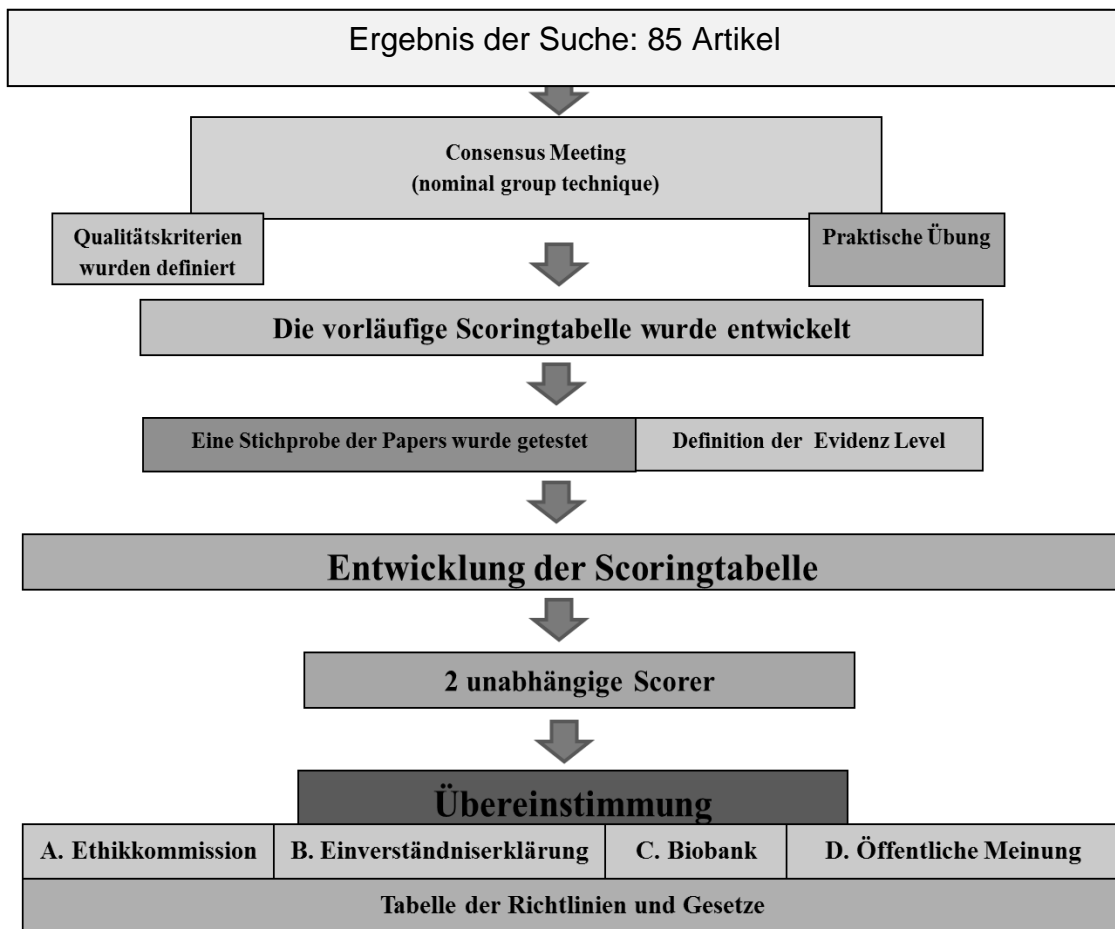 Ergebnis der Suche: 85 Artikel
Consensus Meeting
(nominal group technique)
Qualitätskriterien
wurden definiert
Praktische Übung
Die vorläufige Scoringtabelle wurde entwickelt
Eine Stichprobe der Papers wurde getestet
Definition der Evidenz Level
Entwicklung der Scoringtabelle
2 unabhängige Scorer
Übereinstimmung
A. Ethikkommission
B. Einverständniserklärung
C. Biobank
D. Öffentliche Meinung
Tabelle der Richtlinien und Gesetze